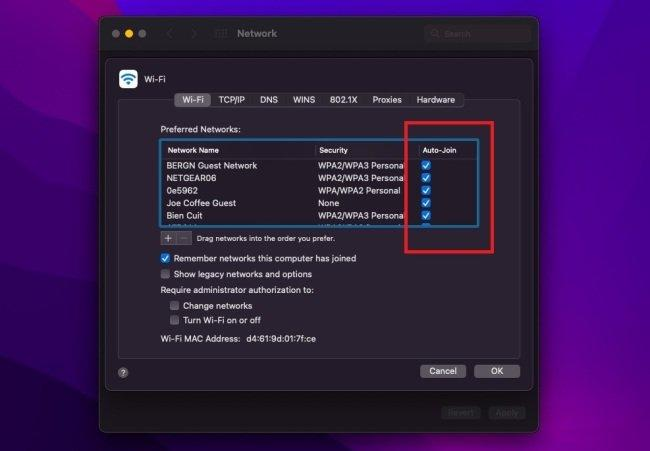 Network
Search
Wi-Fi
Wi-Fi TCP/IP DNS WINS 802.1X Proxies Hardware
Preferred Networks:
Network Name Security Auto-Join
BERGN Guest Network WPA2/WPA3 Personal
NETGEAR06 WPA2/WPA3 Personal
0e5962 WPA/WPA2 Personal
Joe Coffee Guest None
Bien Cuit WPA2/WPA3 Personal
+ − Drag networks into the order you prefer.
Remember networks this computer has joined
Show legacy networks and options
Require administrator authorization to:
Change networks
Turn Wi-Fi on or off
Wi-Fi MAC Address: d4:61:9d:01:7f:ce
? Cancel OK
Revert Apply